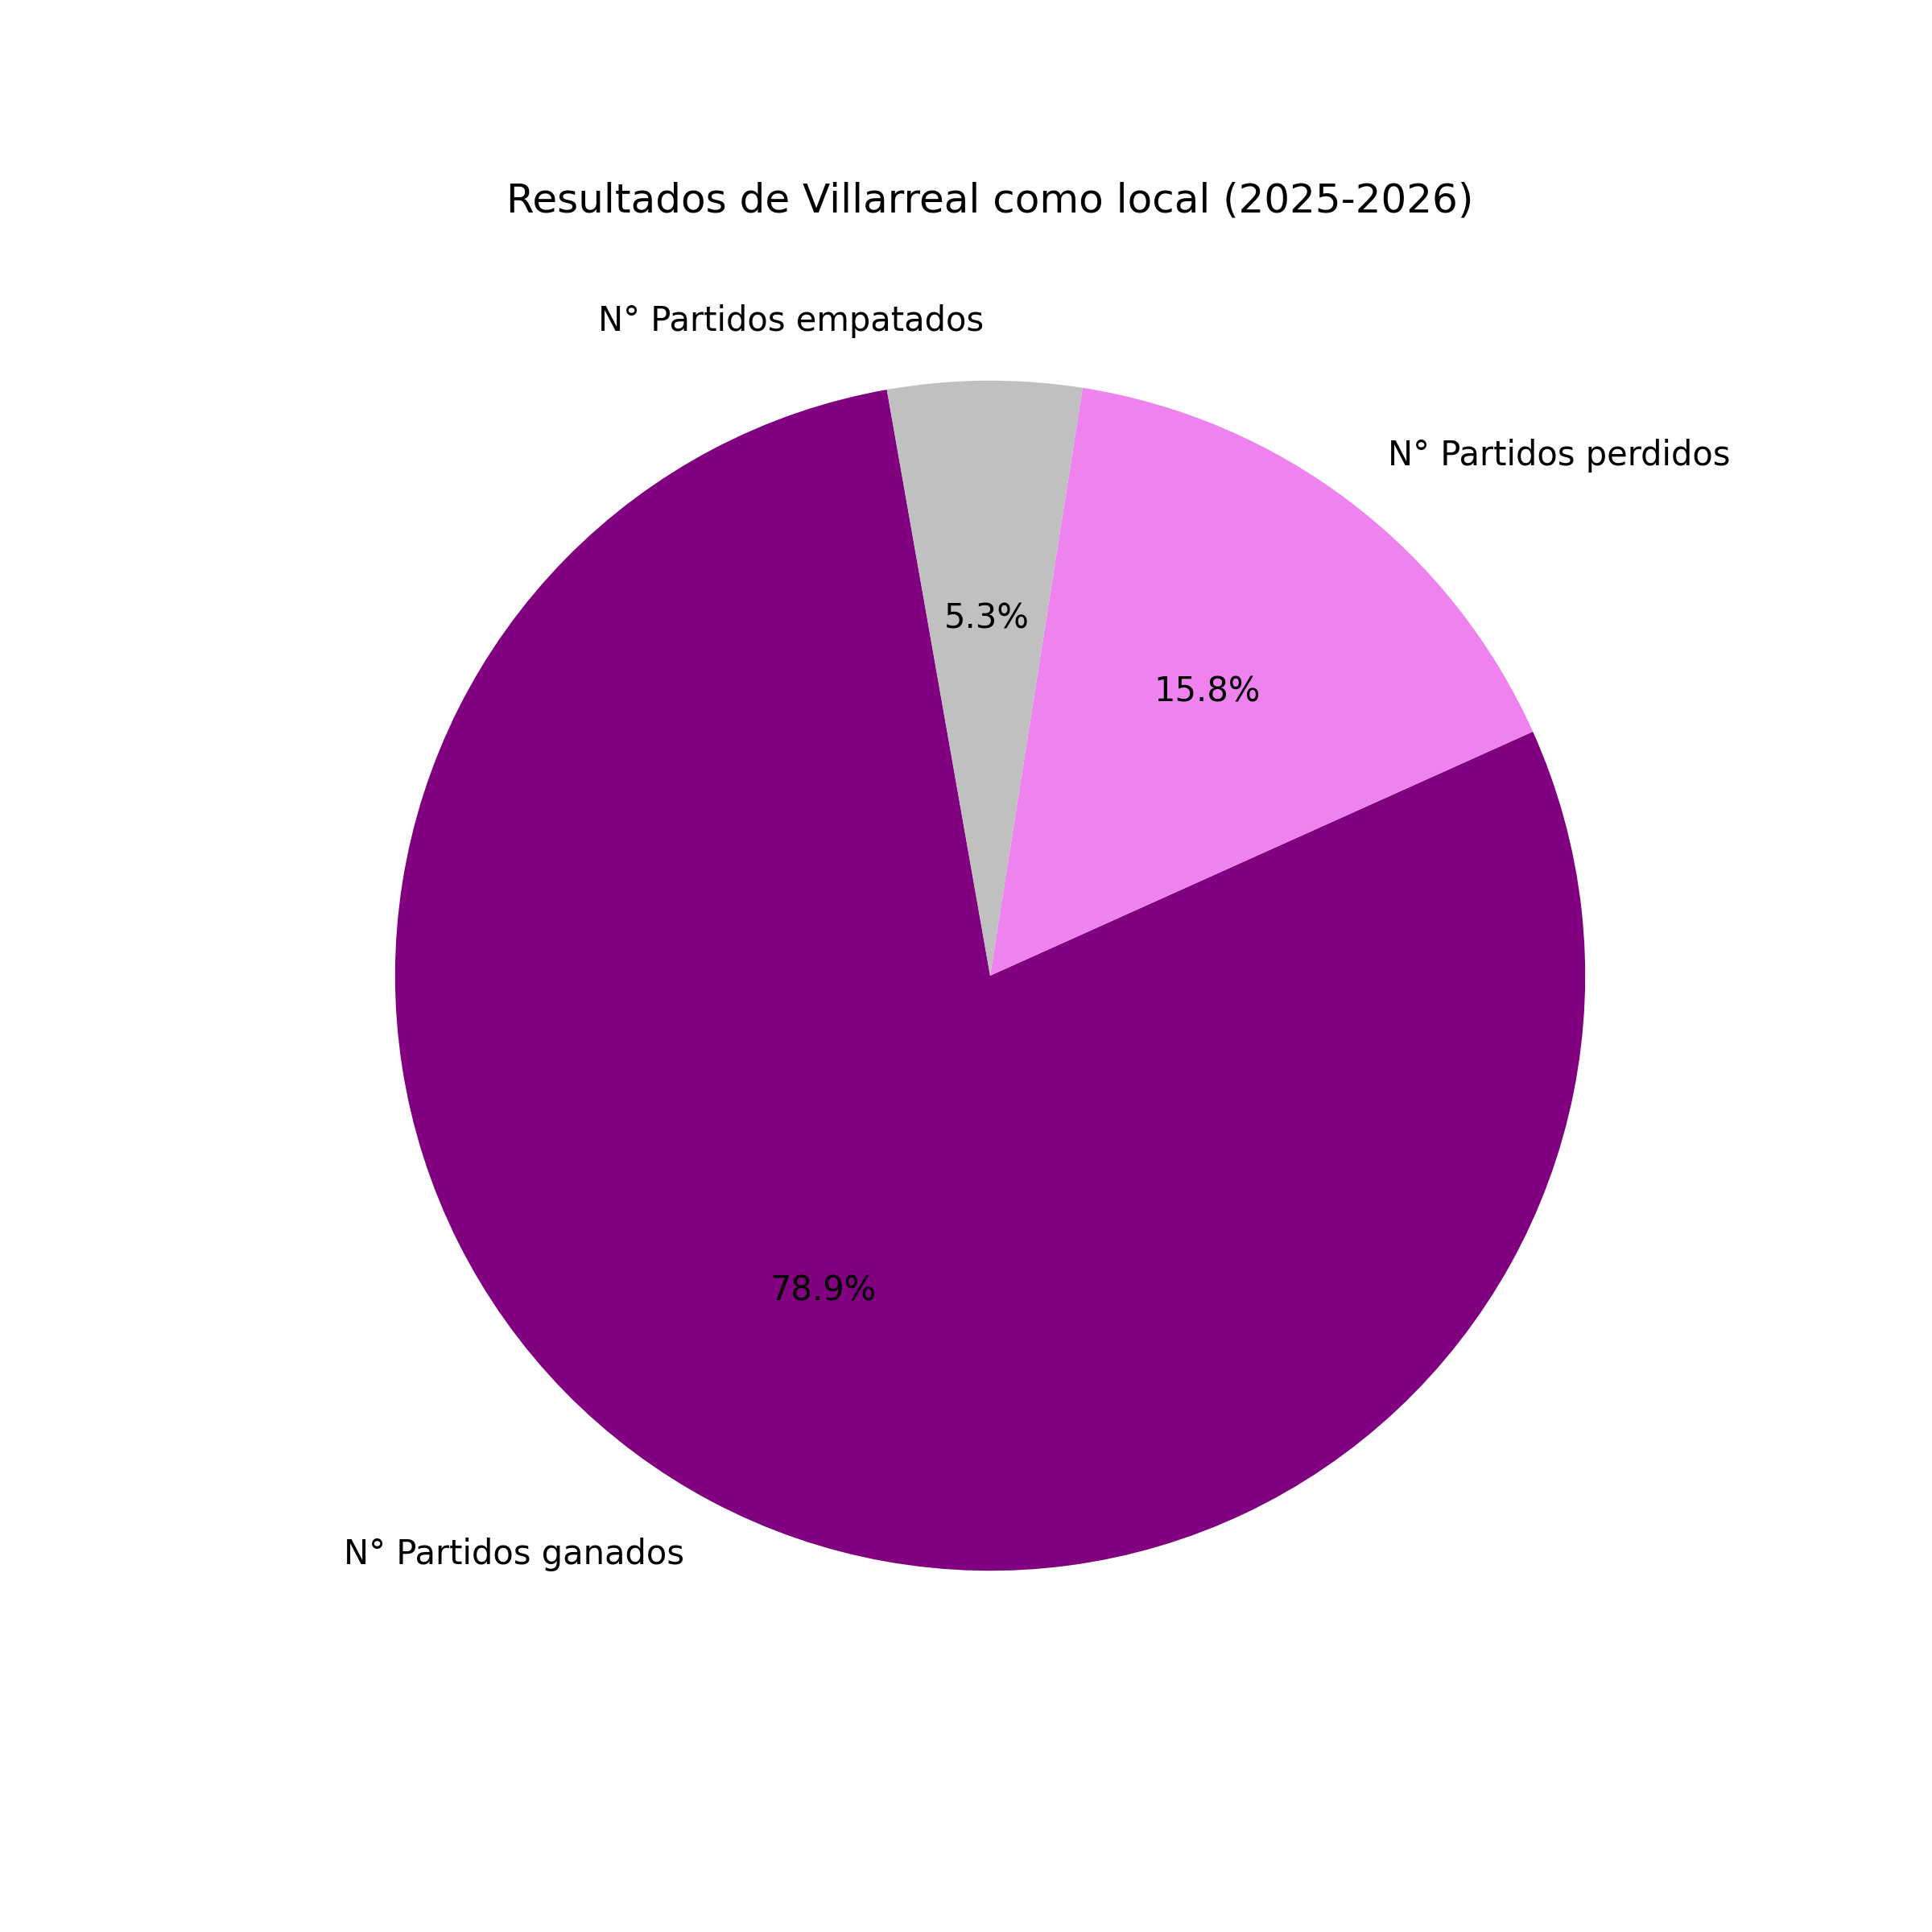 Resultados de Villarreal como local (2025-2026)
N° Partidos empatados
N° Partidos perdidos
5.3%
15.8%
78.9%
N° Partidos ganados